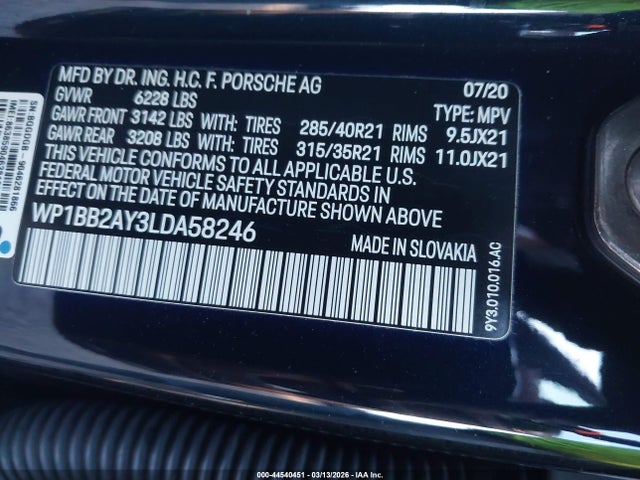 MFD BY DR. ING. H.C. F. PORSCHE AG 07/20
GVWR 6228 LBS TYPE: MPV
GAWR FRONT 3142 LBS WITH: TIRES 285/40R21 RIMS 9.5JX21
GAWR REAR 3208 LBS WITH: TIRES 315/35R21 RIMS 11.0JX21
THIS VEHICLE CONFORMS TO ALL APPLICABLE U.S.
FEDERAL MOTOR VEHICLE SAFETY STANDARDS IN
EFFECT ON THE DATE OF MANUFACTURE SHOWN ABOVE.
WP1BB2AY3LDA58246 MADE IN SLOVAKIA
9Y3.010.016.AC
000-44540451 - 03/13/2026 - IAA Inc.